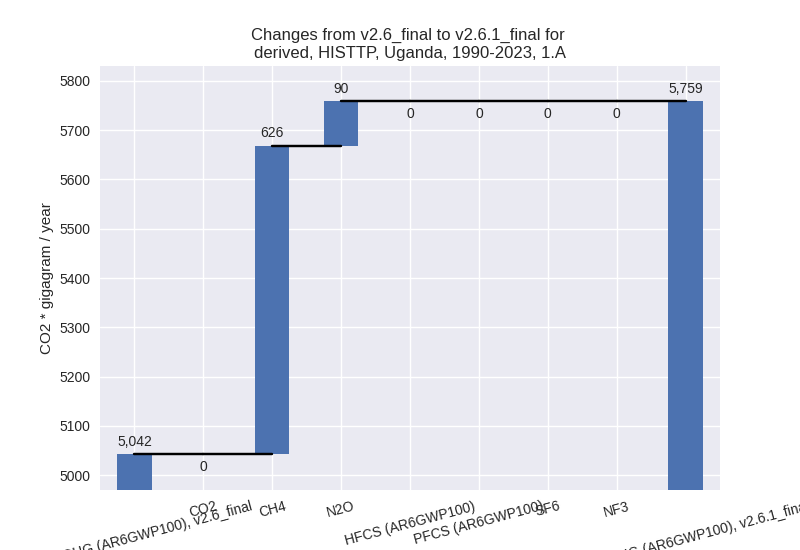 Changes from v2.6_final to v2.6.1_final for
derived, HISTTP, Uganda, 1990-2023, 1.A
CO2 * gigagram / year
5800
5700
5600
5500
5400
5300
5200
5100
5000
5,042
0
626
90
0
0
0
0
5,759
(AR6GWP100), v2.6_final
CO2
CH4
N2O
HFCS (AR6GWP100)
PFCS (AR6GWP100)
SF6
NF3
(AR6GWP100), v2.6.1_final